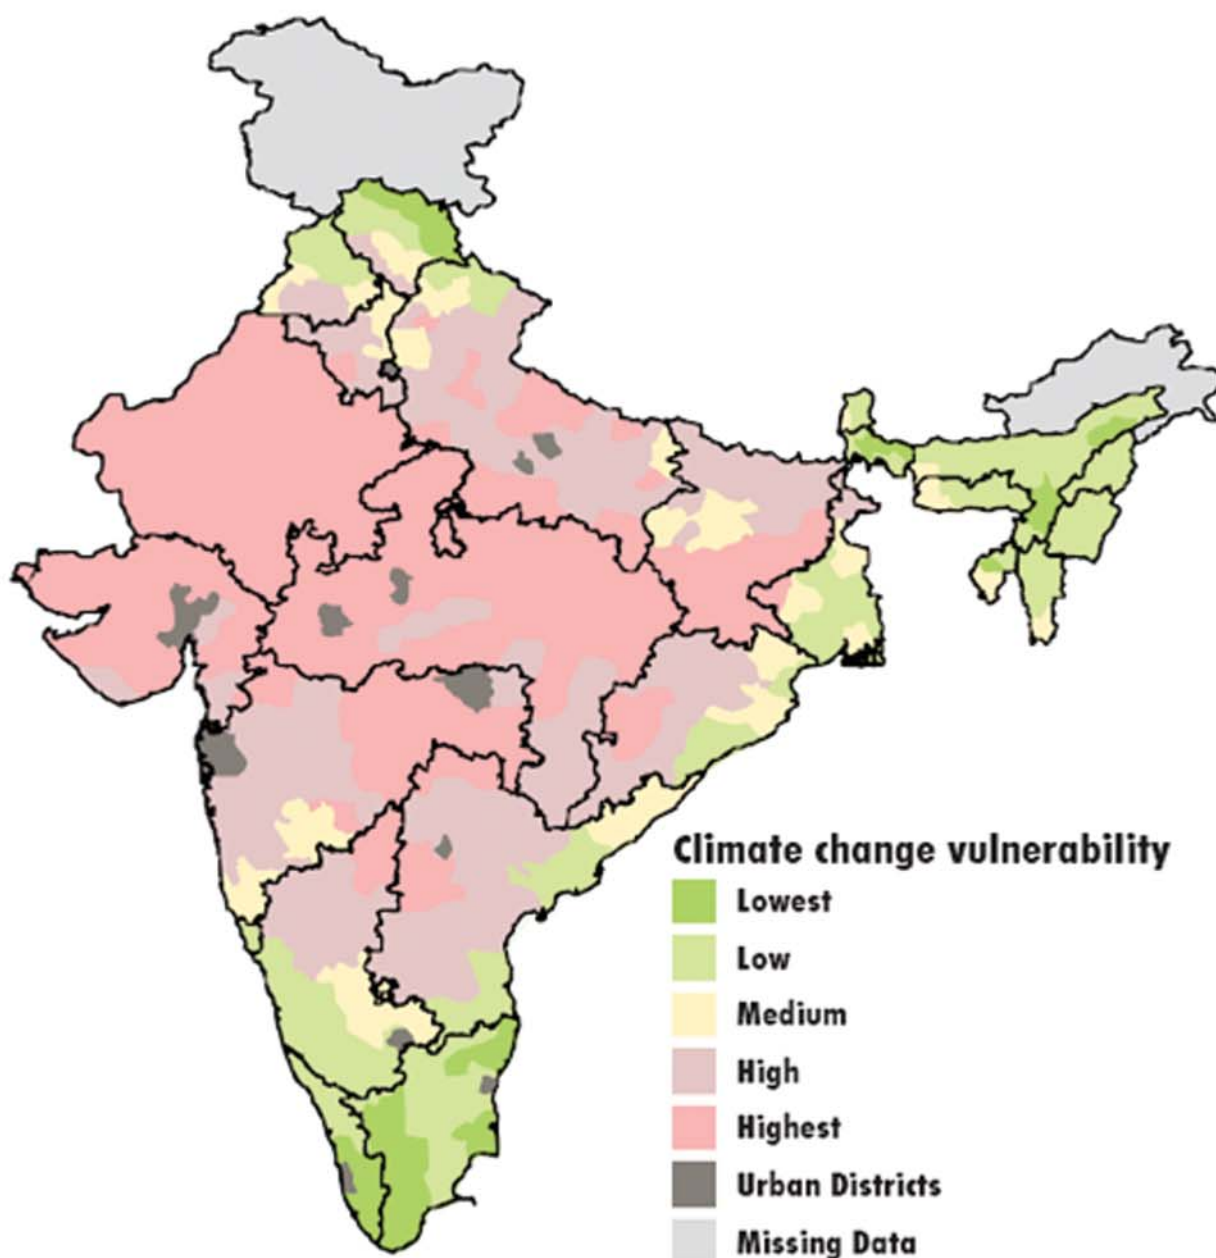 Climate change vulnerability
Lowest
Low
Medium
High
Highest
Urban Districts
Missing Data